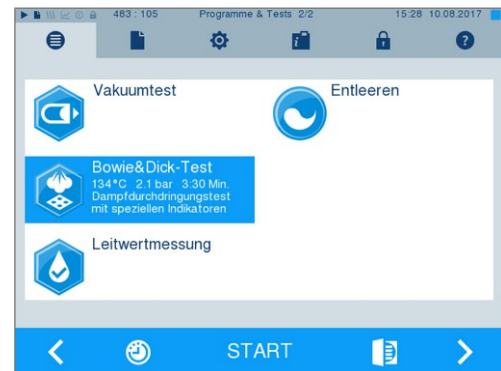 483 : 105 Programme & Tests 2/2 15:28 10.08.2017
Vakuumtest
Entleeren
Bowie&Dick-Test
134°C 2.1 bar 3:30 Min.
Dampfdurchdringungstest
mit speziellen Indikatoren
Leitwertmessung
START